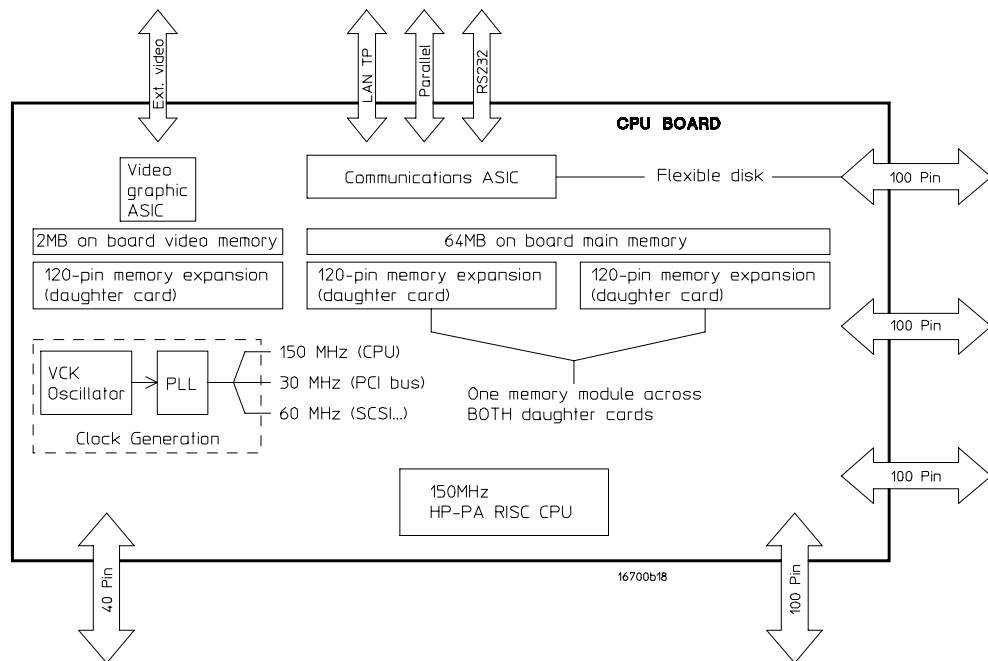 Ext. video
LAN TP
Parallel
RS232
CPU BOARD
Video
graphic
ASIC
Communications ASIC
Flexible disk
100 Pin
2MB on board video memory
64MB on board main memory
120-pin memory expansion
(daughter card)
120-pin memory expansion
(daughter card)
120-pin memory expansion
(daughter card)
100 Pin
VCK
Oscillator
PLL
150 MHz (CPU)
30 MHz (PCI bus)
60 MHz (SCSI...)
Clock Generation
One memory module across
BOTH daughter cards
100 Pin
150MHz
HP-PA RISC CPU
40 Pin
100 Pin
16700b18